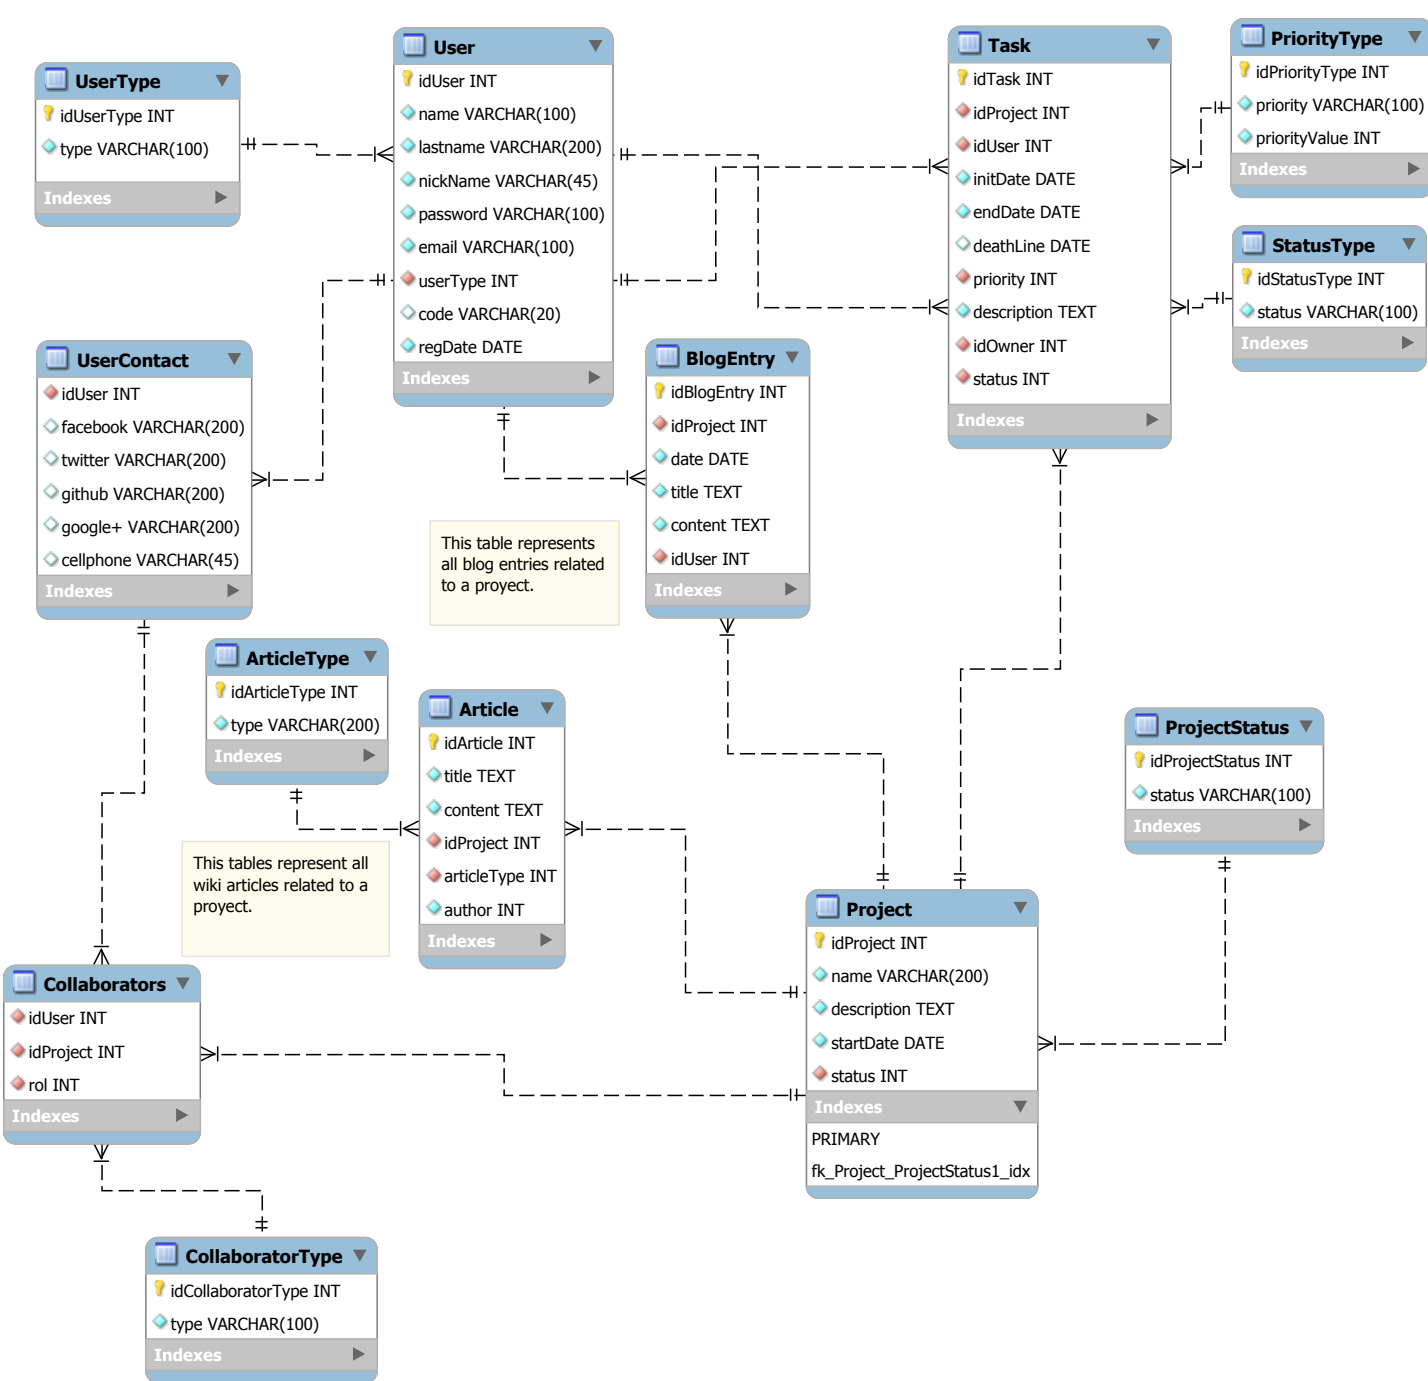 UserType
idUserType INT
type VARCHAR(100)
Indexes
User
idUser INT
name VARCHAR(100)
lastname VARCHAR(200)
nickName VARCHAR(45)
password VARCHAR(100)
email VARCHAR(100)
userType INT
code VARCHAR(20)
regDate DATE
Indexes
Task
idTask INT
idProject INT
idUser INT
initDate DATE
endDate DATE
deathLine DATE
priority INT
description TEXT
idOwner INT
status INT
Indexes
PriorityType
idPriorityType INT
priority VARCHAR(100)
priorityValue INT
Indexes
StatusType
idStatusType INT
status VARCHAR(100)
Indexes
UserContact
idUser INT
facebook VARCHAR(200)
twitter VARCHAR(200)
github VARCHAR(200)
google+ VARCHAR(200)
cellphone VARCHAR(45)
Indexes
BlogEntry
idBlogEntry INT
idProject INT
date DATE
title TEXT
content TEXT
idUser INT
Indexes
This table represents
all blog entries related
to a proyect.
ArticleType
idArticleType INT
type VARCHAR(200)
Indexes
Article
idArticle INT
title TEXT
content TEXT
idProject INT
articleType INT
author INT
Indexes
This tables represent all
wiki articles related to a
proyect.
ProjectStatus
idProjectStatus INT
status VARCHAR(100)
Indexes
Project
idProject INT
name VARCHAR(200)
description TEXT
startDate DATE
status INT
Indexes
PRIMARY
fk_Project_ProjectStatus1_idx
Collaborators
idUser INT
idProject INT
rol INT
Indexes
CollaboratorType
idCollaboratorType INT
type VARCHAR(100)
Indexes